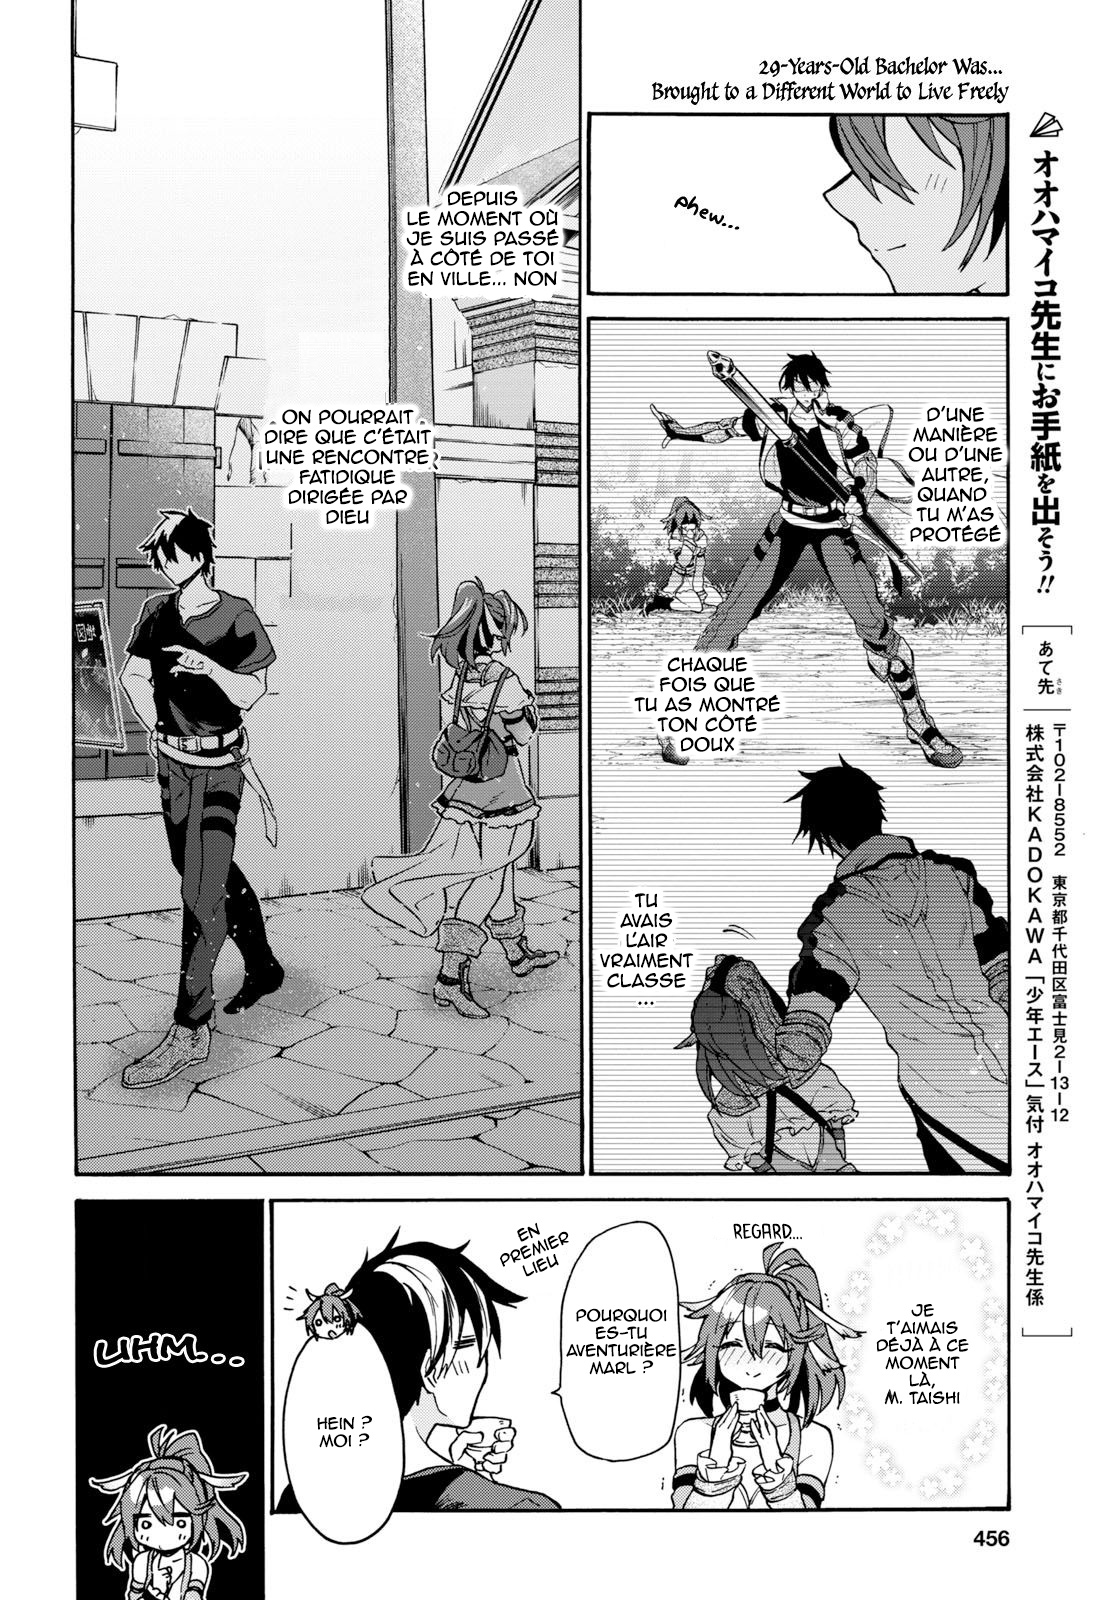 29-Years-Old Bachelor Was...
Brought to a Different World to Live Freely
phew...
D'UNE
MANIÈRE
OU D'UNE
AUTRE,
QUAND
TU M'AS
PROTÉGÉ
CHAQUE
FOIS QUE
TU AS MONTRÉ
TON CÔTÉ
DOUX
TU
AVAIS
L'AIR
VRAIMENT
CLASSE
...
DEPUIS
LE MOMENT OÙ
JE SUIS PASSÉ
À CÔTÉ DE TOI
EN VILLE... NON
ON POURRAIT
DIRE QUE C'ÉTAIT
UNE RENCONTRE
FATIDIQUE
DIRIGÉE PAR
DIEU
JE
T'AIMAIS
DÉJÀ À CE
MOMENT
LÀ,
M. TAISHI
REGARD....
POURQUOI
ES-TU
AVENTURIÈRE
MARL ?
EN
PREMIER
LIEU
HEIN ?
MOI ?
UHM...
オオハマイコ先生にお手紙を出そう!!
あて先
さき
〒102-8552 東京都千代田区富士見2-13-12
株式会社KADOKAWA「少年エース」気付 オオハマイコ先生係
456